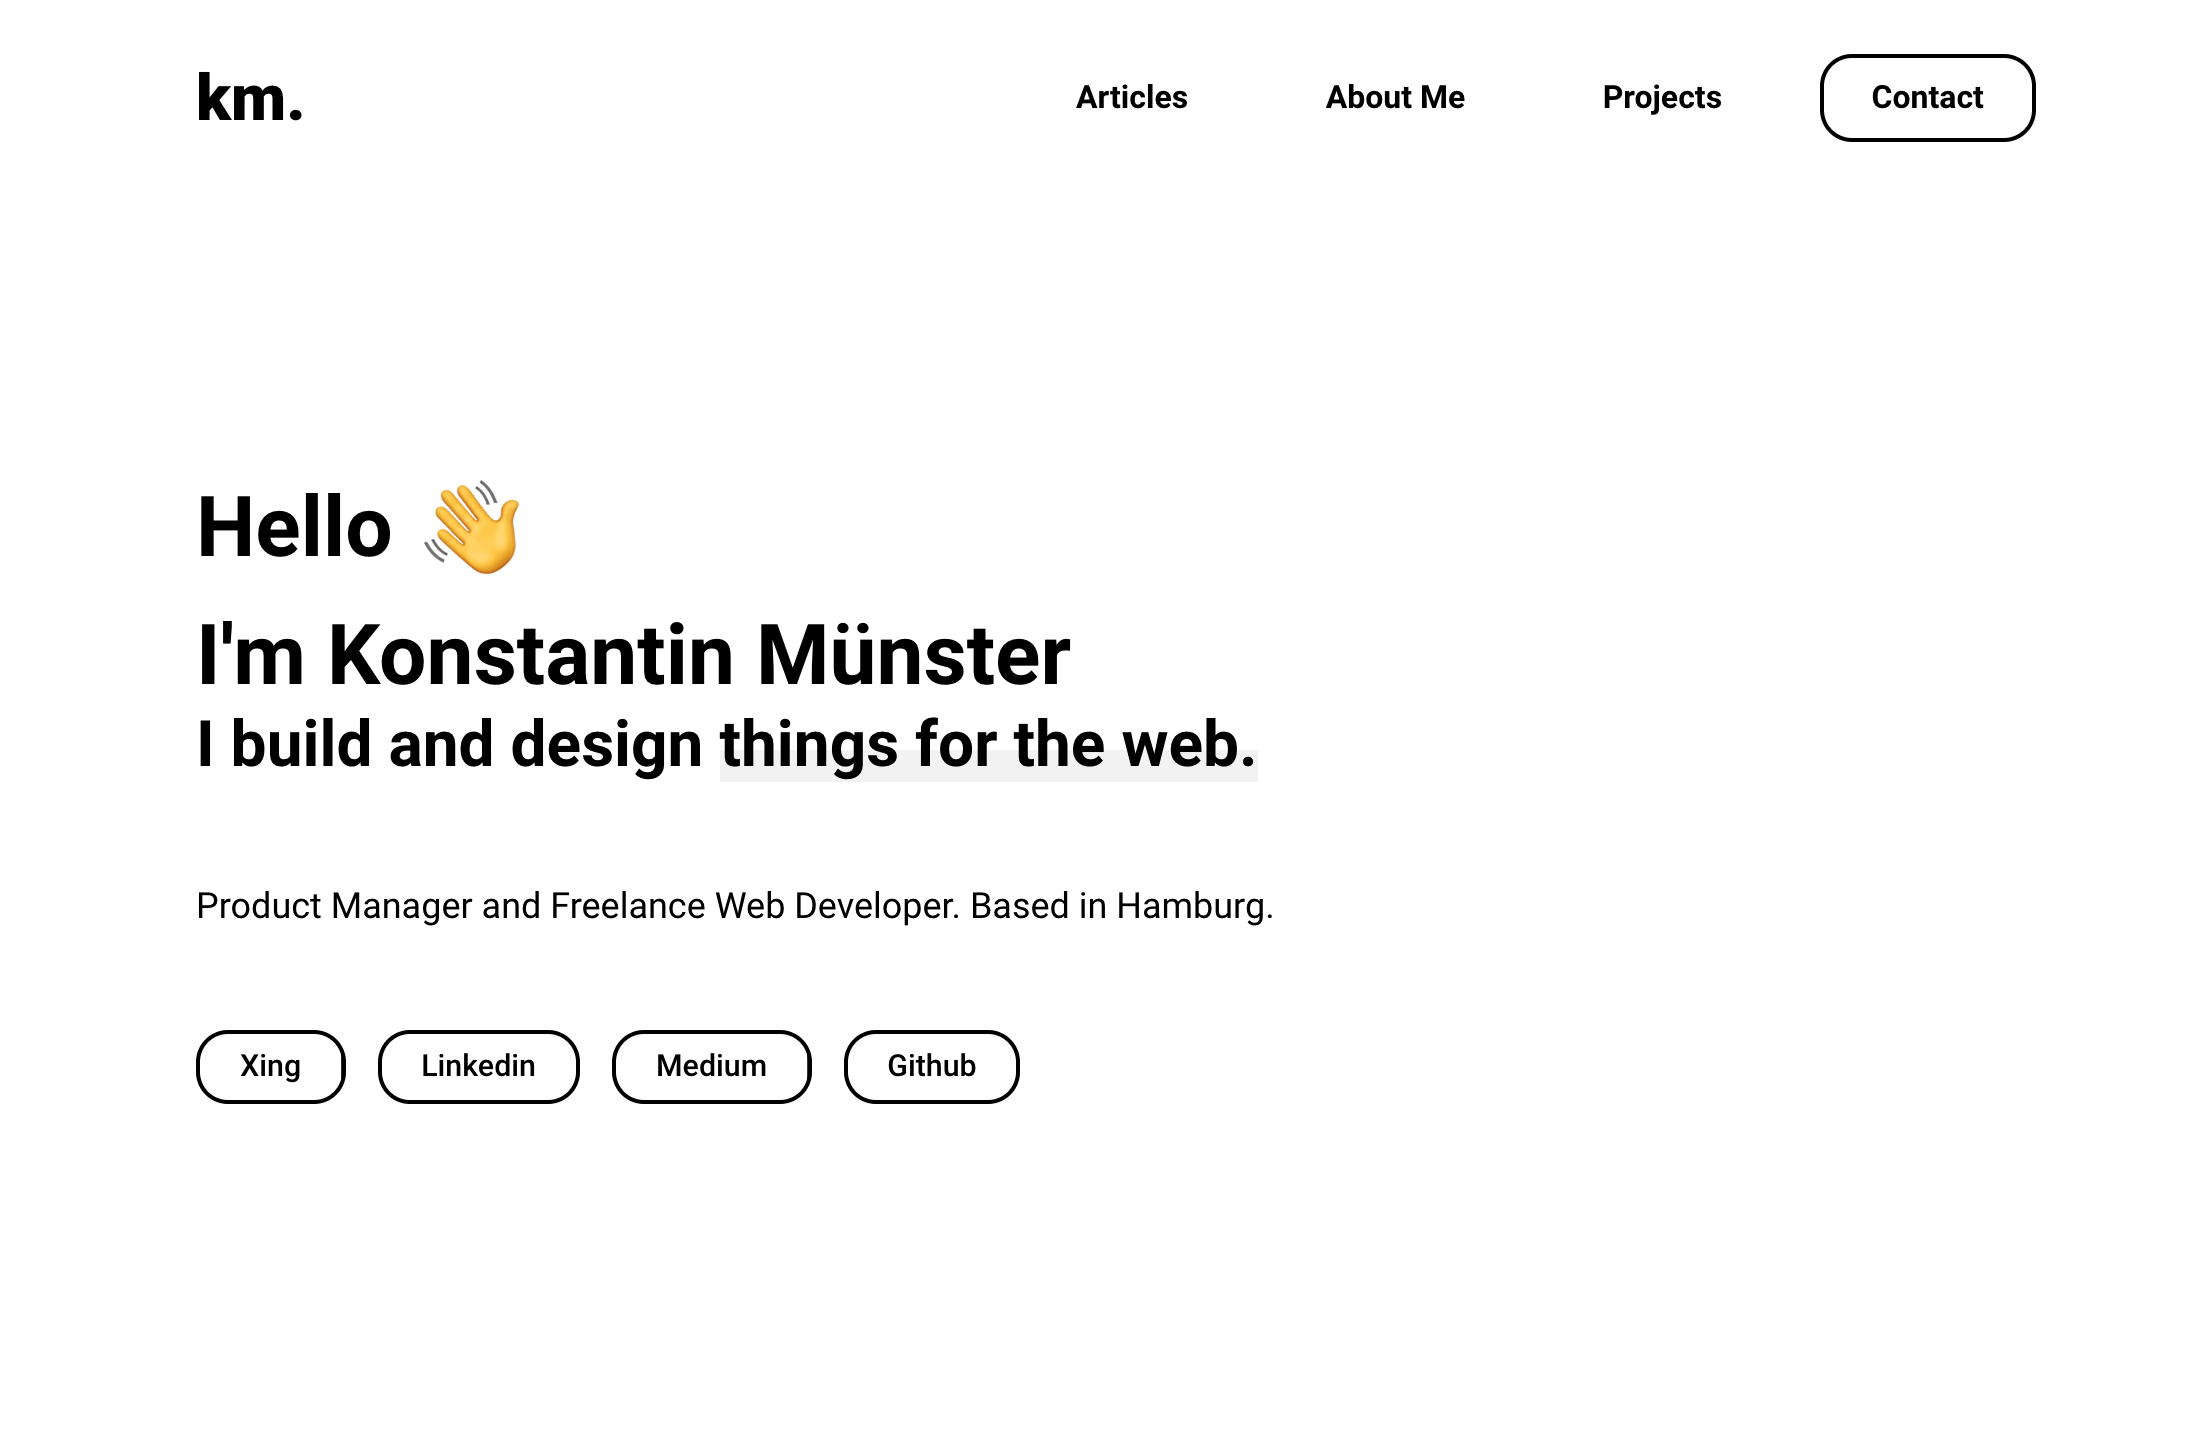 km.
Articles About Me Projects Contact
Hello 👋
I'm Konstantin Münster
I build and design things for the web.
Product Manager and Freelance Web Developer. Based in Hamburg.
Xing Linkedin Medium Github